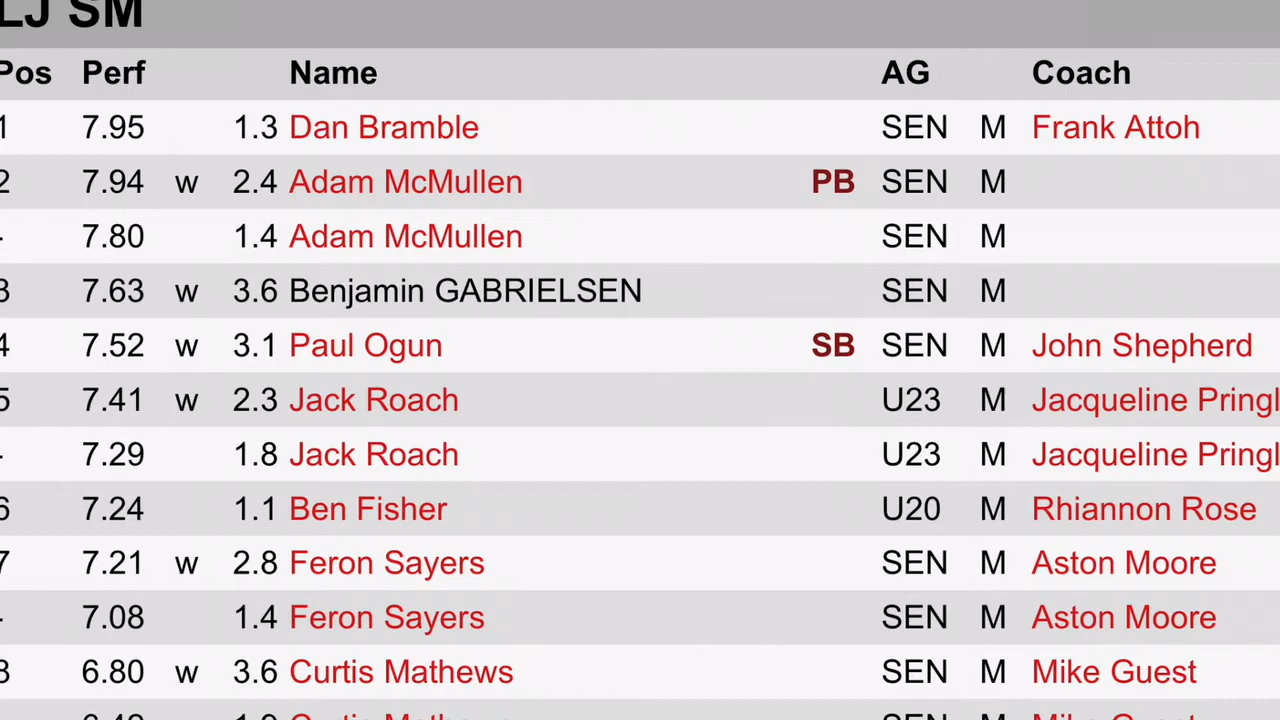 LJ SM
Pos Perf Name AG Coach
1 7.95 1.3 Dan Bramble SEN M Frank Attoh
2 7.94 w 2.4 Adam McMullen PB SEN M
- 7.80 1.4 Adam McMullen SEN M
3 7.63 w 3.6 Benjamin GABRIELSEN SEN M
4 7.52 w 3.1 Paul Ogun SB SEN M John Shepherd
5 7.41 w 2.3 Jack Roach U23 M Jacqueline Pringl
- 7.29 1.8 Jack Roach U23 M Jacqueline Pringl
6 7.24 1.1 Ben Fisher U20 M Rhiannon Rose
7 7.21 w 2.8 Feron Sayers SEN M Aston Moore
- 7.08 1.4 Feron Sayers SEN M Aston Moore
8 6.80 w 3.6 Curtis Mathews SEN M Mike Guest
Curtis Mathews SEN M Mike Guest